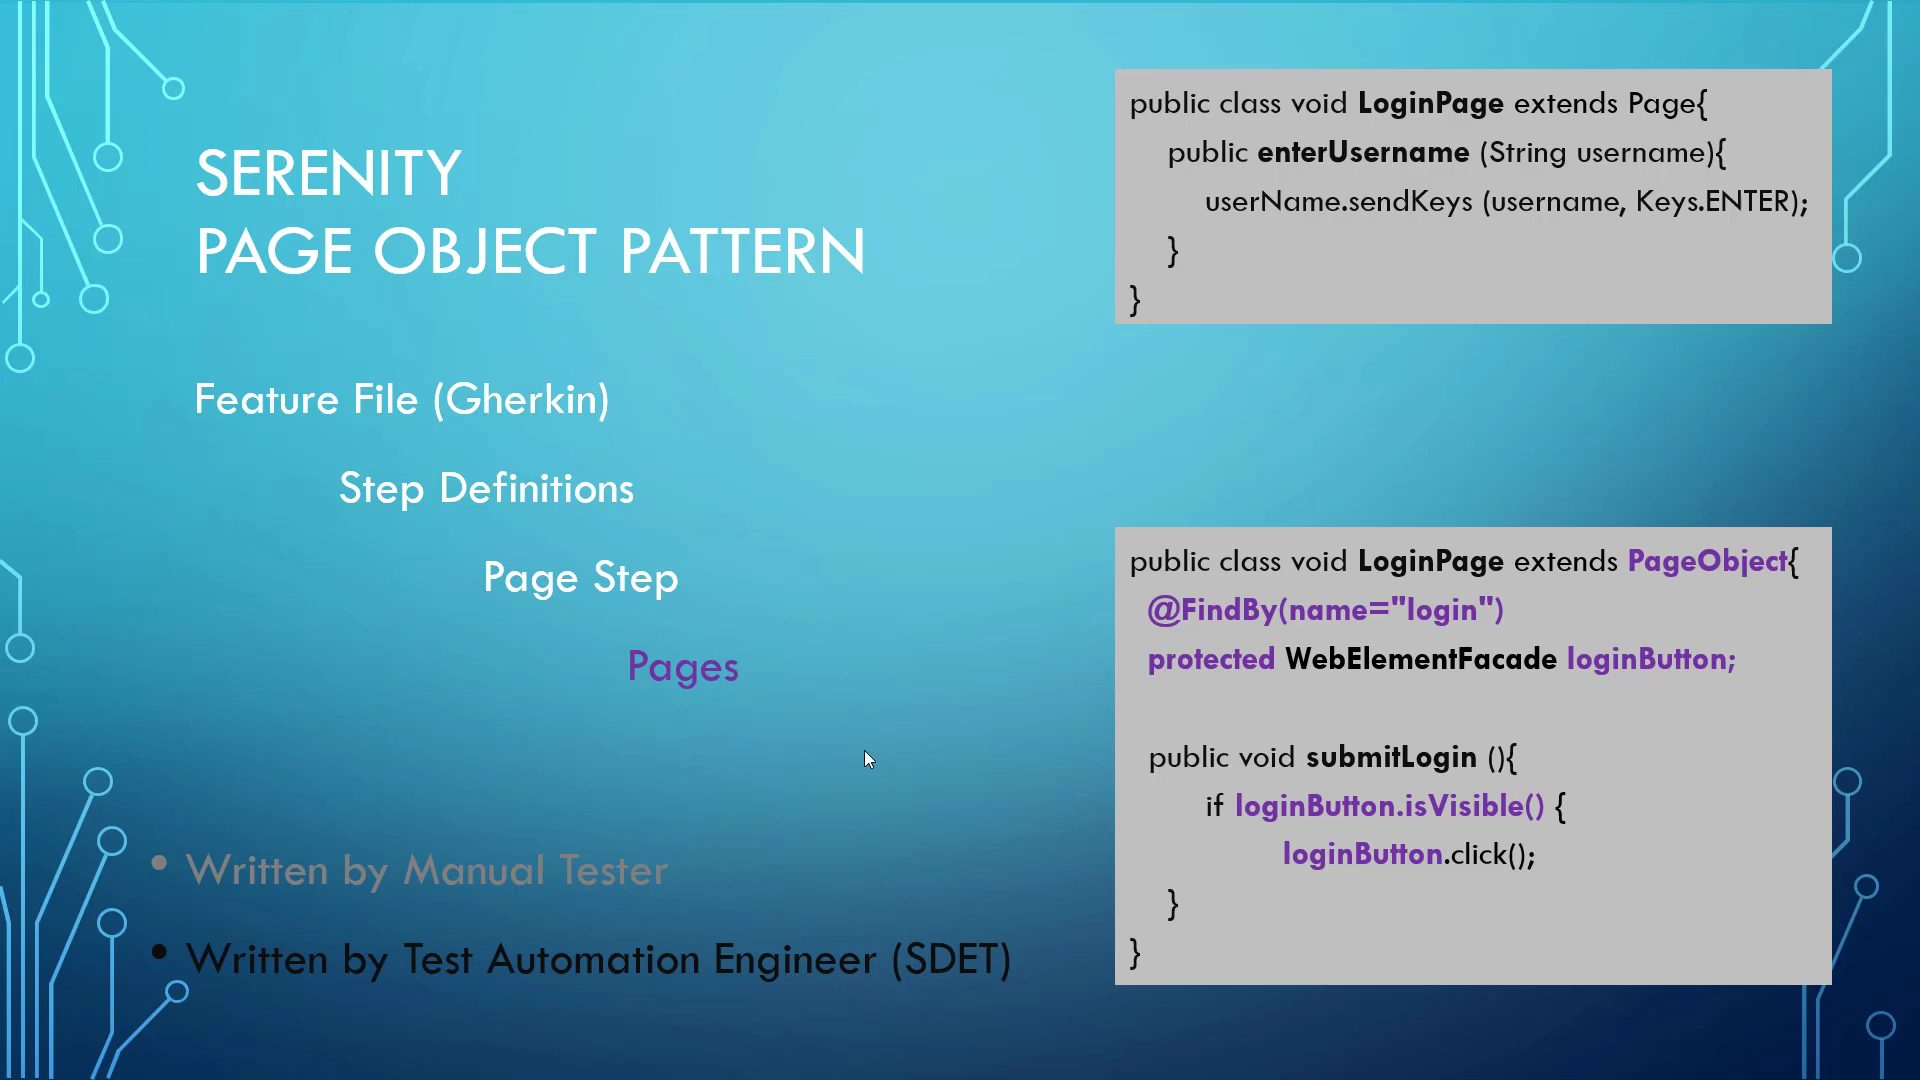 SERENITY
PAGE OBJECT PATTERN
Feature File (Gherkin)
Step Definitions
Page Step
Pages
• Written by Manual Tester
• Written by Test Automation Engineer (SDET)
public class void LoginPage extends Page{
public enterUsername (String username){
userName.sendKeys (username, Keys.ENTER);
}
}
public class void LoginPage extends PageObject{
@FindBy(name="login")
protected WebElementFacade loginButton;
public void submitLogin (){
if loginButton.isVisible() {
loginButton.click();
}
}